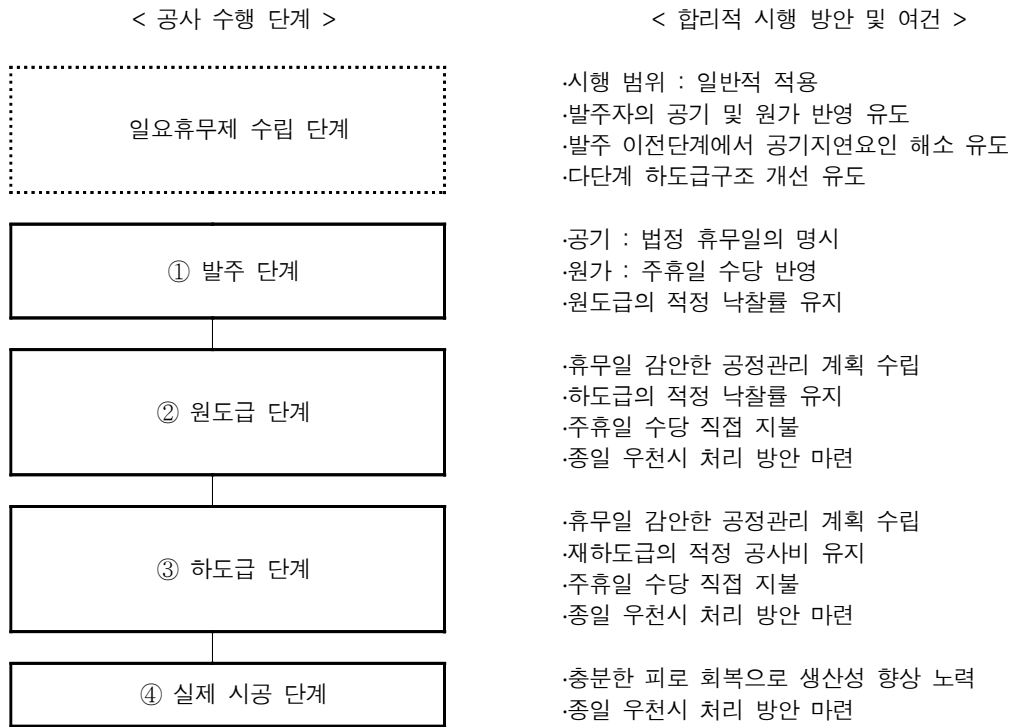 < 공사 수행 단계 >
< 합리적 시행 방안 및 여건 >
일요휴무제 수립 단계
·시행 범위 : 일반적 적용
·발주자의 공기 및 원가 반영 유도
·발주 이전단계에서 공기지연요인 해소 유도
·다단계 하도급구조 개선 유도
① 발주 단계
·공기 : 법정 휴무일의 명시
·원가 : 주휴일 수당 반영
·원도급의 적정 낙찰률 유지
② 원도급 단계
·휴무일 감안한 공정관리 계획 수립
·하도급의 적정 낙찰률 유지
·주휴일 수당 직접 지불
·종일 우천시 처리 방안 마련
③ 하도급 단계
·휴무일 감안한 공정관리 계획 수립
·재하도급의 적정 공사비 유지
·주휴일 수당 직접 지불
·종일 우천시 처리 방안 마련
④ 실제 시공 단계
·충분한 피로 회복으로 생산성 향상 노력
·종일 우천시 처리 방안 마련